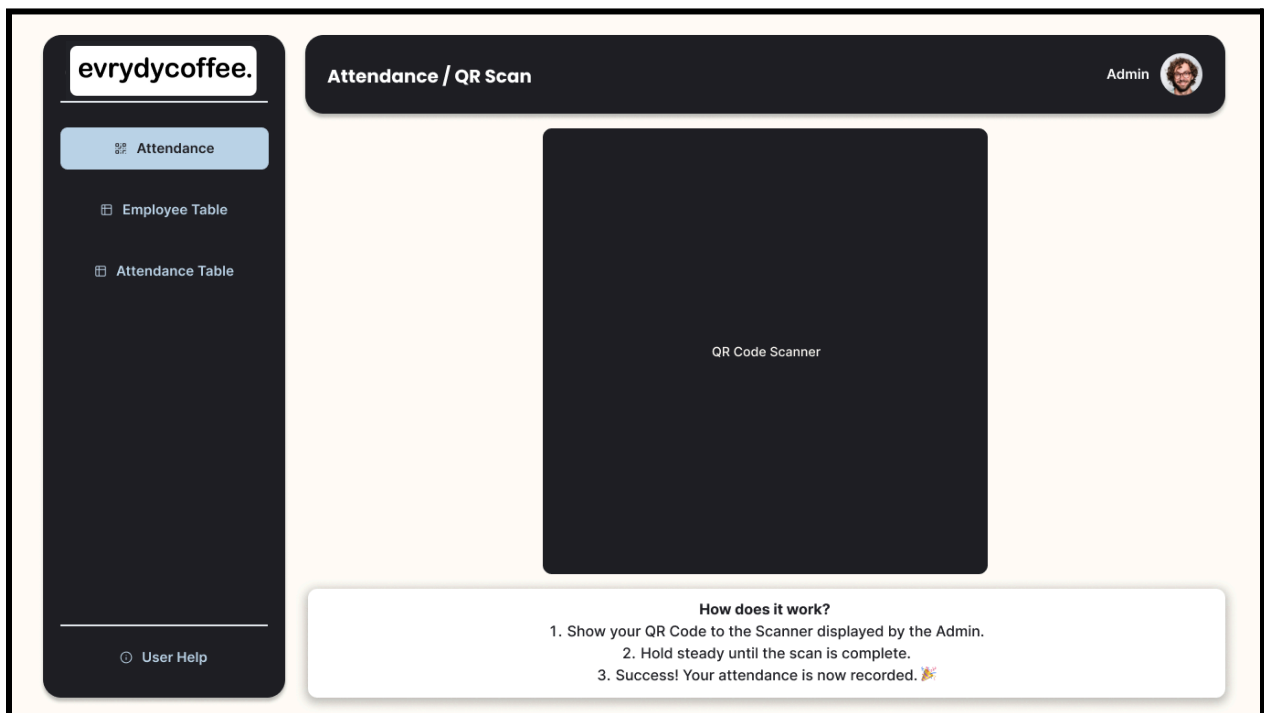 evrydycoffee.
Attendance
Employee Table
Attendance Table
User Help
Attendance / QR Scan
Admin
QR Code Scanner
How does it work?
1. Show your QR Code to the Scanner displayed by the Admin.
2. Hold steady until the scan is complete.
3. Success! Your attendance is now recorded. 🎉